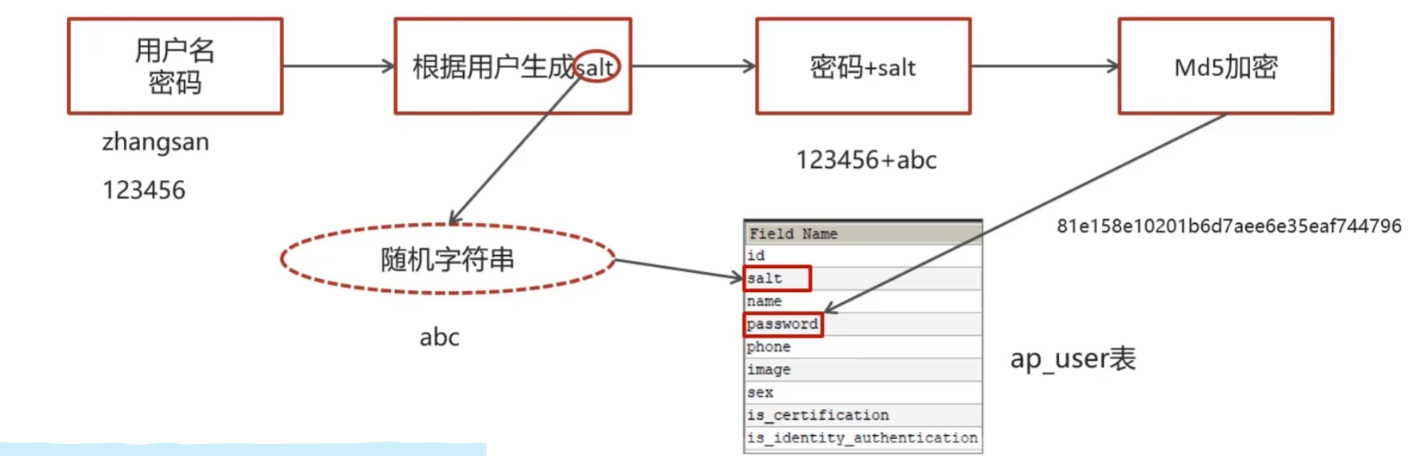 用户名
密码
根据用户生成salt
密码+salt
Md5加密
zhangsan
123456
123456+abc
81e158e10201b6d7aee6e35eaf744796
随机字符串
abc
Field Name
id
salt
name
password
phone
image
sex
is_certification
is_identity_authentication
ap_user表